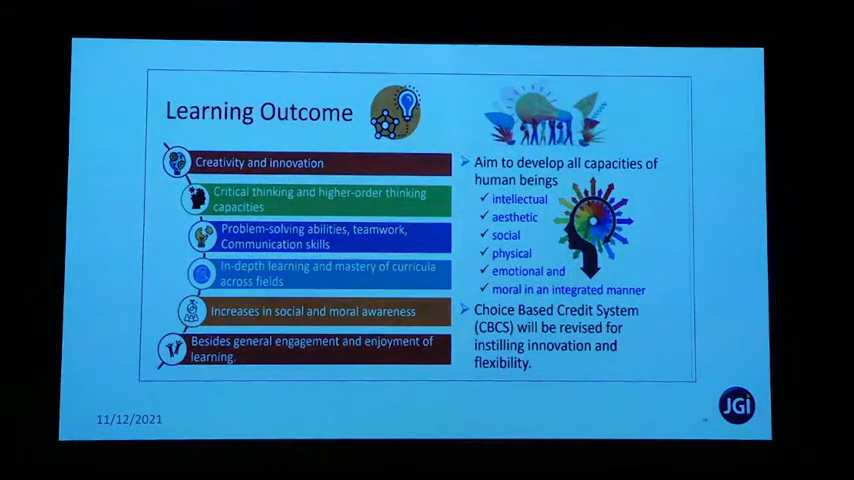 Learning Outcome
Creativity and innovation
Critical thinking and higher-order thinking
capacities
Problem-solving abilities, teamwork,
Communication skills
In-depth learning and mastery of curricula
across fields
Increases in social and moral awareness
Besides general engagement and enjoyment of
learning.
Aim to develop all capacities of
human beings
intellectual
aesthetic
social
physical
emotional and
moral in an integrated manner
Choice Based Credit System
(CBCS) will be revised for
instilling innovation and
flexibility.
11/12/2021
JGi